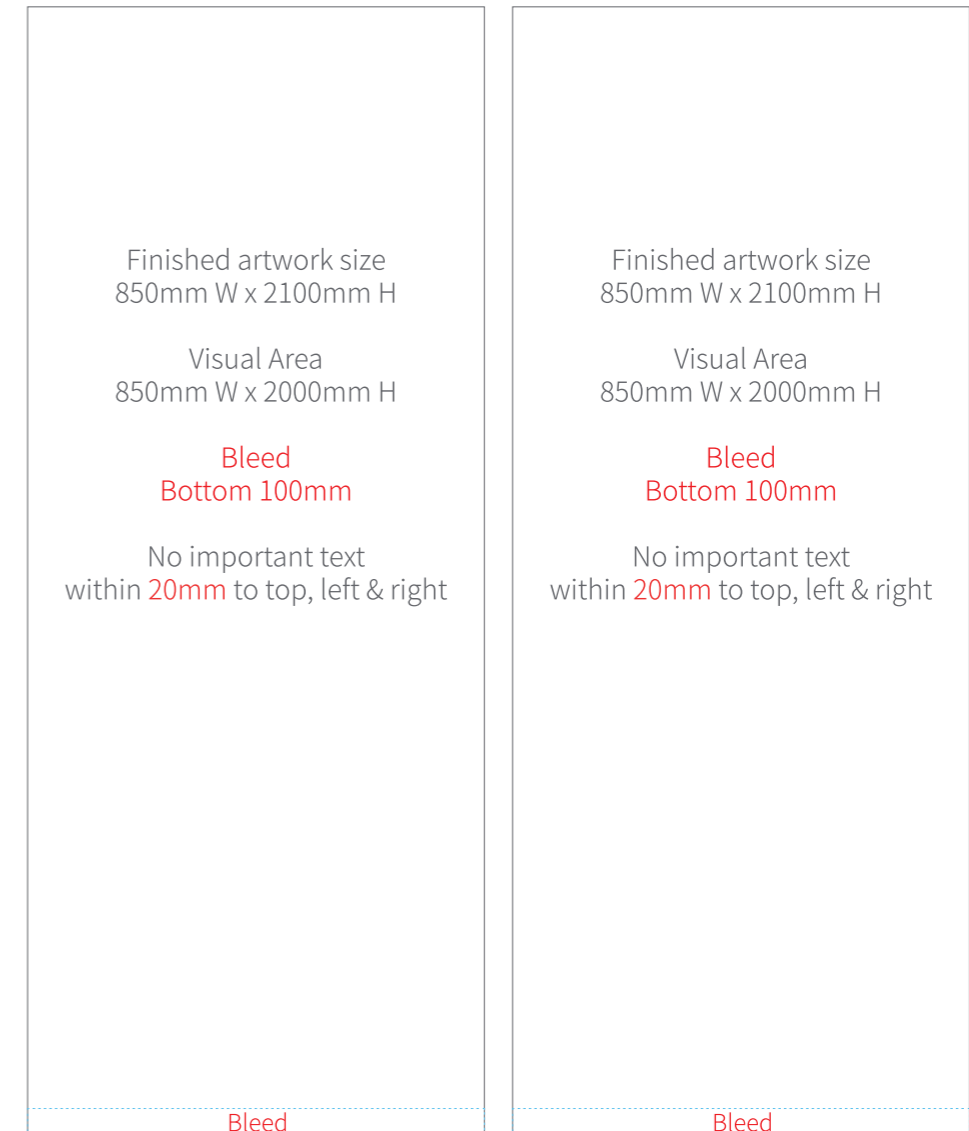 Finished artwork size
850mm W x 2100mm H
Visual Area
850mm W x 2000mm H
Bleed
Bottom 100mm
No important text
within 20mm to top, left & right
Bleed
Finished artwork size
850mm W x 2100mm H
Visual Area
850mm W x 2000mm H
Bleed
Bottom 100mm
No important text
within 20mm to top, left & right
Bleed